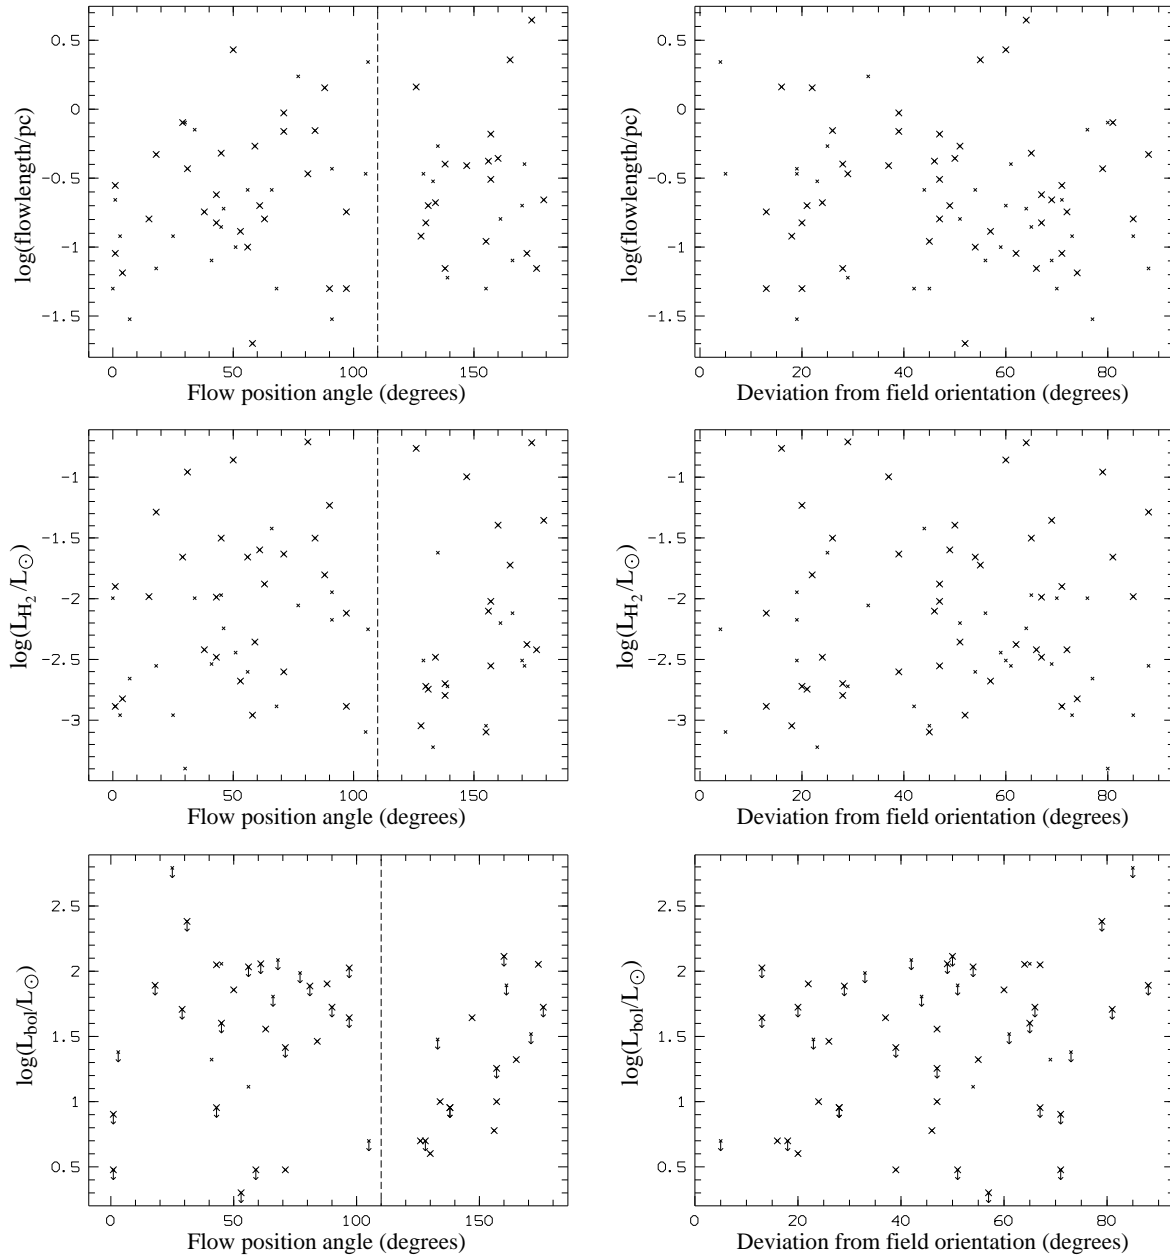 0.5
0
-0.5
-1
-1.5
log(flowlength/pc)
0 50 100 150
Flow position angle (degrees)
0.5
0
-0.5
-1
-1.5
log(flowlength/pc)
0 20 40 60 80
Deviation from field orientation (degrees)
-1
-1.5
-2
-2.5
-3
log(L_H₂/L⊙)
0 50 100 150
Flow position angle (degrees)
-1
-1.5
-2
-2.5
-3
log(L_H₂/L⊙)
0 20 40 60 80
Deviation from field orientation (degrees)
2.5
2
1.5
1
0.5
log(L_bol/L⊙)
0 50 100 150
Flow position angle (degrees)
2.5
2
1.5
1
0.5
log(L_bol/L⊙)
0 20 40 60 80
Deviation from field orientation (degrees)